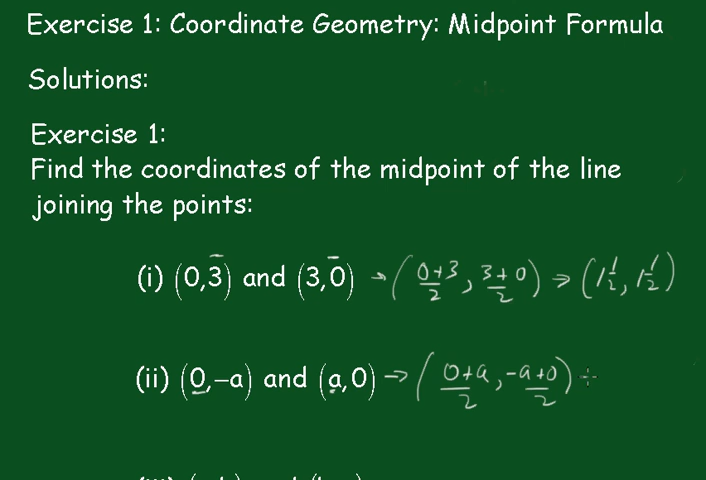 Exercise 1: Coordinate Geometry: Midpoint Formula
Solutions:
Exercise 1:
Find the coordinates of the midpoint of the line
joining the points:
(i) (0,3) and (3,0) → (0+3/2, 3+0/2) → (1½, 1½)
(ii) (0,−a) and (a,0) → (0+a/2, -a+0/2)